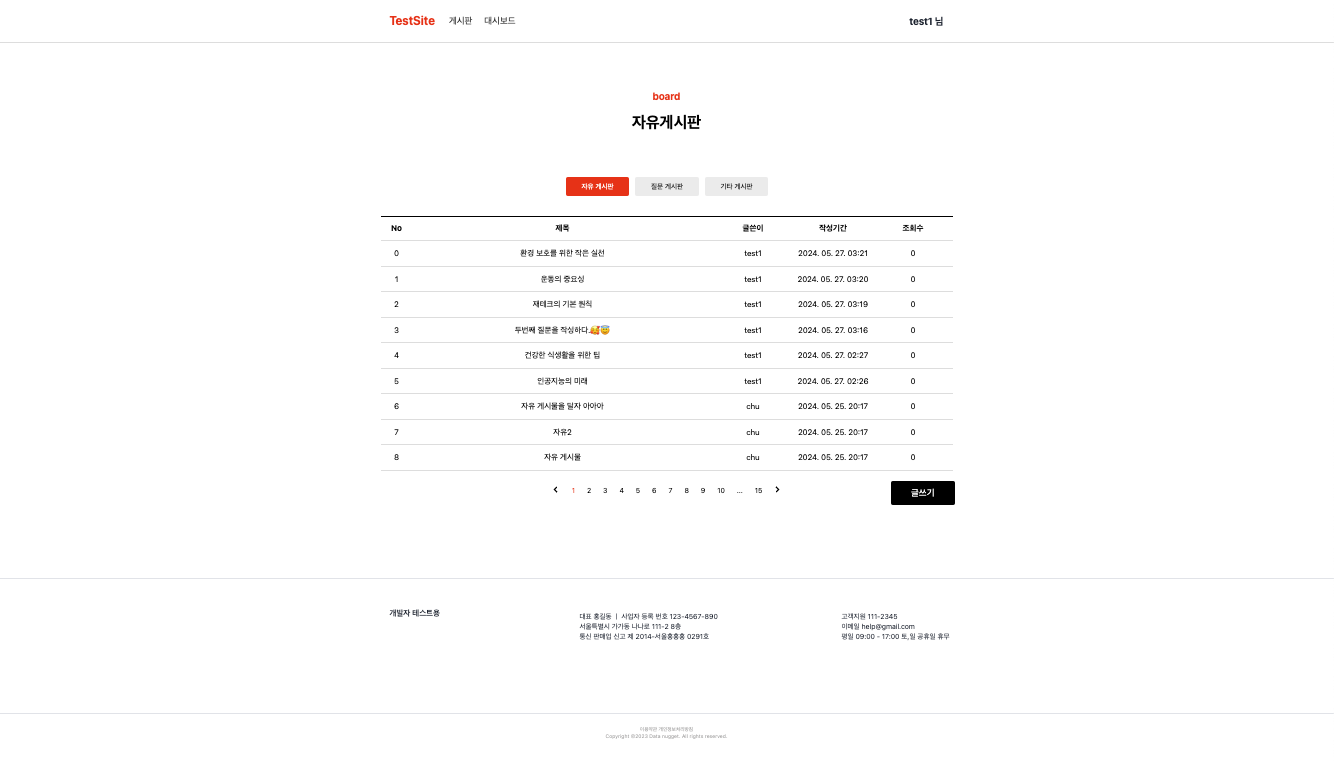 TestSite 게시판 대시보드 test1 님
board
자유게시판
자유 게시판 질문 게시판 기타 게시판
No 제목 글쓴이 작성기간 조회수
0 환경 보호를 위한 작은 실천 test1 2024. 05. 27. 03:21 0
1 운동의 중요성 test1 2024. 05. 27. 03:20 0
2 재테크의 기본 원칙 test1 2024. 05. 27. 03:19 0
3 두번째 질문을 작성하다.🥰😇 test1 2024. 05. 27. 03:16 0
4 건강한 식생활을 위한 팁 test1 2024. 05. 27. 02:27 0
5 인공지능의 미래 test1 2024. 05. 27. 02:26 0
6 자유 게시물을 달자 아아아 chu 2024. 05. 25. 20:17 0
7 자유2 chu 2024. 05. 25. 20:17 0
8 자유 게시물 chu 2024. 05. 25. 20:17 0
1 2 3 4 5 6 7 8 9 10 ... 15 글쓰기
개발자 테스트용
대표 홍길동 | 사업자 등록 번호 123-4567-890
서울특별시 가가동 나나로 111-2 8층
통신 판매업 신고 제 2014-서울홍홍홍 0291호
고객지원 111-2345
이메일 help@gmail.com
평일 09:00 - 17:00 토,일 공휴일 휴무
이용약관 개인정보처리방침
Copyright ©2023 Data nugget. All rights reserved.